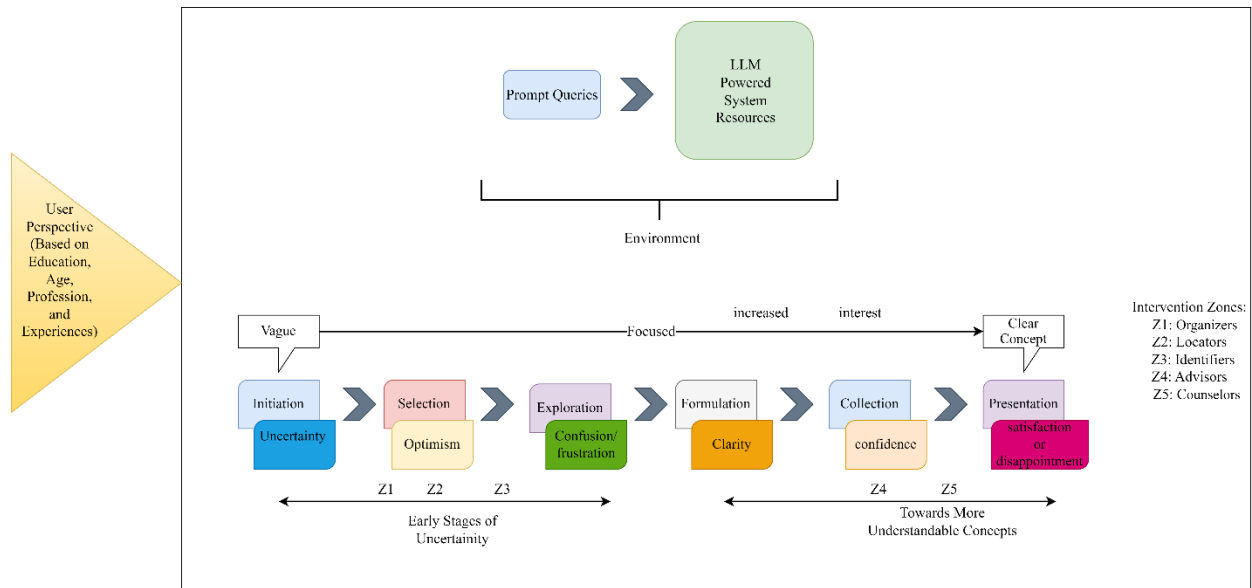 User
Perspective
(Based on
Education,
Age,
Profession,
and
Experiences)
Prompt Queries
LLM
Powered
System
Resources
Environment
Vague
Focused
increased
interest
Clear
Concept
Initiation
Uncertainty
Selection
Optimism
Exploration
Confusion/
frustration
Formulation
Clarity
Collection
confidence
Presentation
satisfaction
or
disappointment
Z1 Z2 Z3
Early Stages of
Uncertainity
Z4 Z5
Towards More
Understandable Concepts
Intervention Zones:
Z1: Organizers
Z2: Locators
Z3: Identifiers
Z4: Advisors
Z5: Counselors